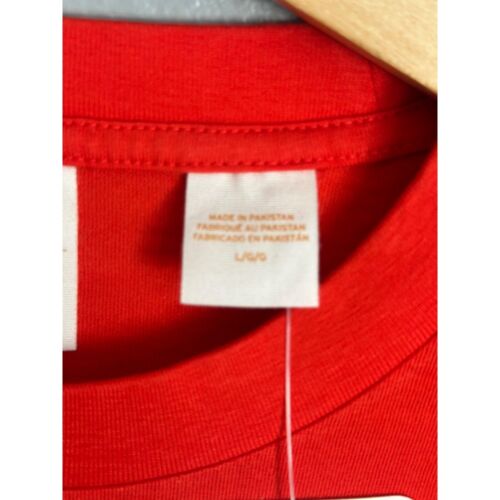 MADE IN PAKISTAN
FABRIQUÉ AU PAKISTAN
FABRICADO EN PAKISTÁN
L/G/G